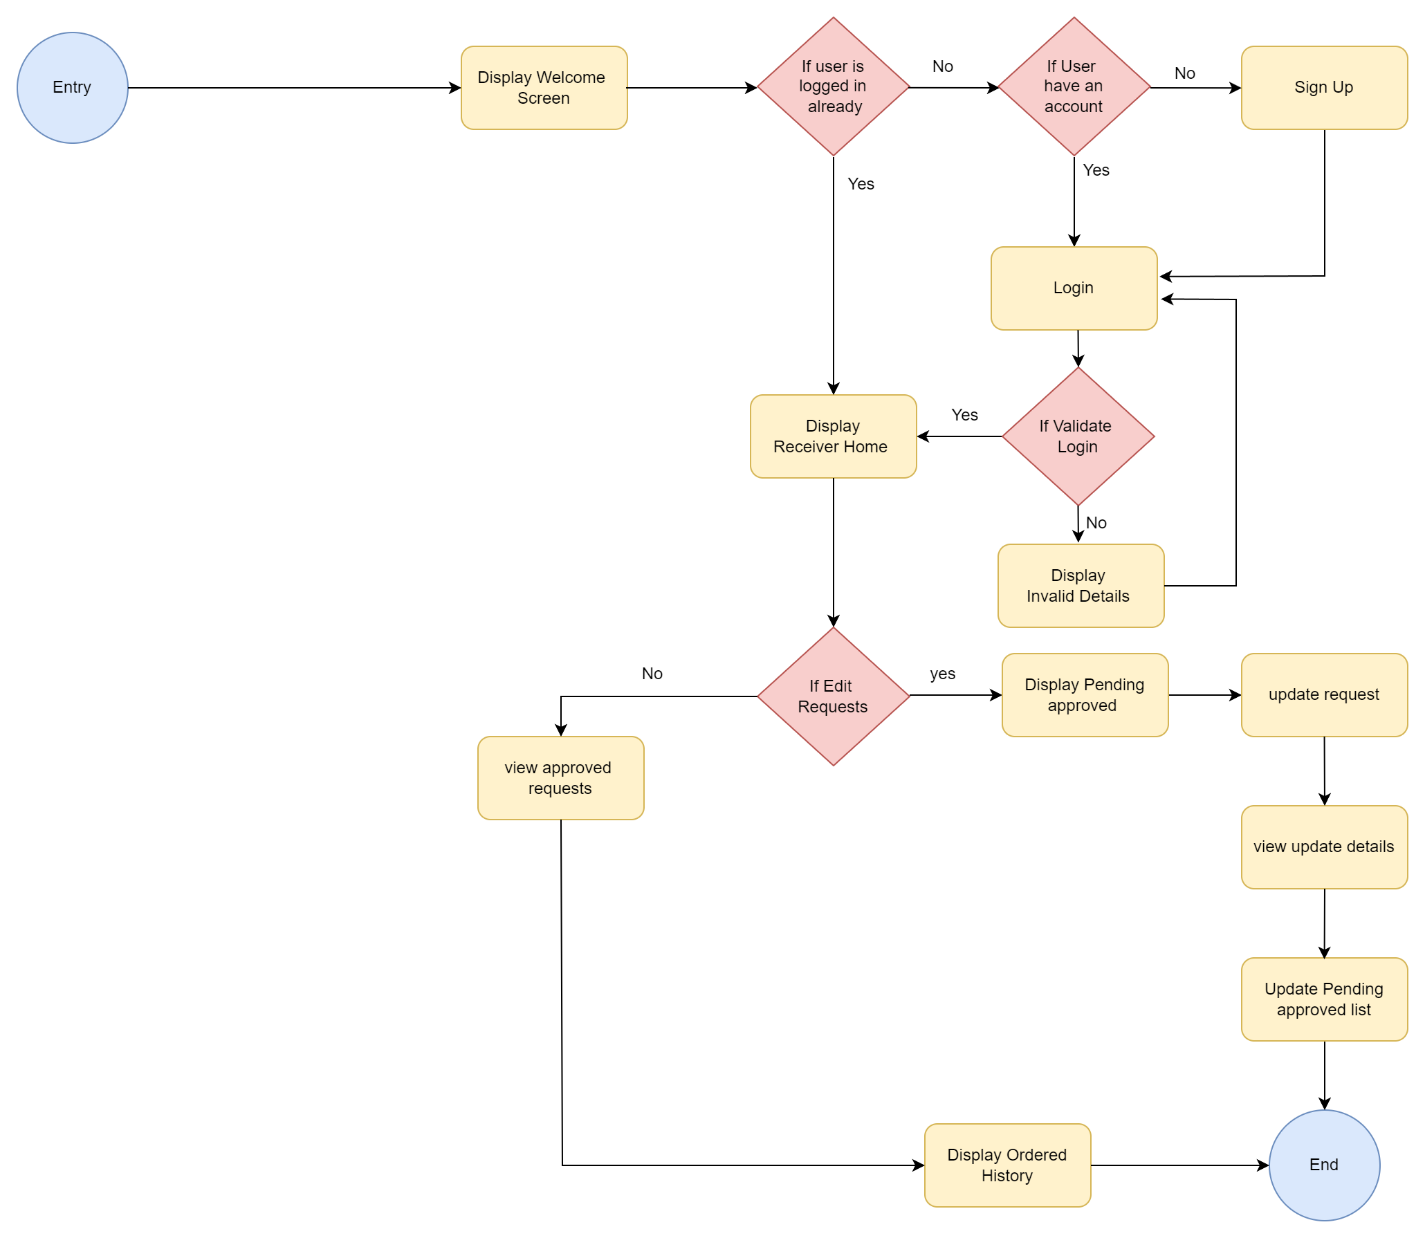 Entry
Display Welcome
Screen
If user is
logged in
already
No
If User
have an
account
No
Sign Up
Yes
Yes
Login
Display
Receiver Home
Yes
If Validate
Login
No
Display
Invalid Details
No
If Edit
Requests
yes
Display Pending
approved
update request
view approved
requests
view update details
Update Pending
approved list
Display Ordered
History
End